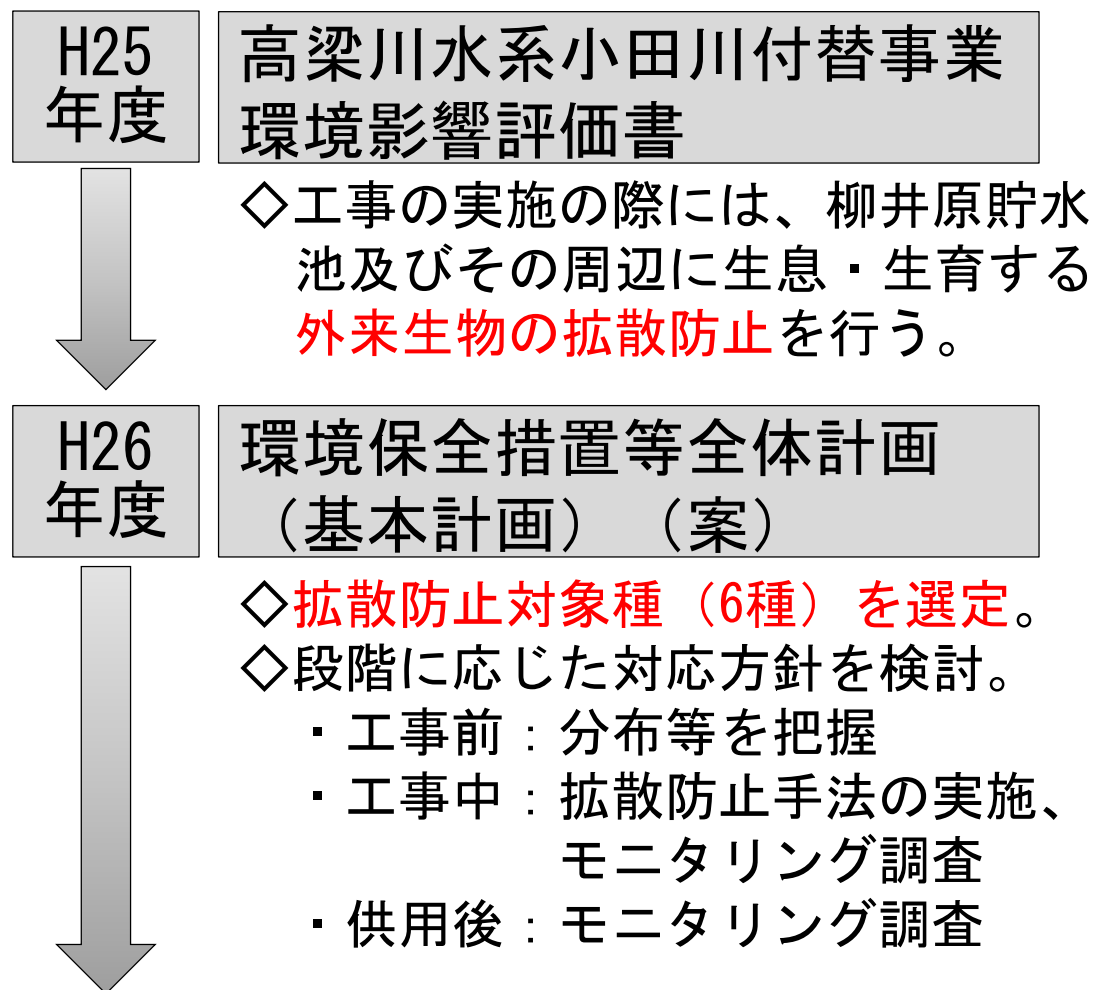 H25
年度
高梁川水系小田川付替事業
環境影響評価書
◇工事の実施の際には、柳井原貯水
池及びその周辺に生息・生育する
外来生物の拡散防止を行う。
H26
年度
環境保全措置等全体計画
（基本計画）（案）
◇拡散防止対象種（6種）を選定。
◇段階に応じた対応方針を検討。
・工事前：分布等を把握
・工事中：拡散防止手法の実施、
モニタリング調査
・供用後：モニタリング調査